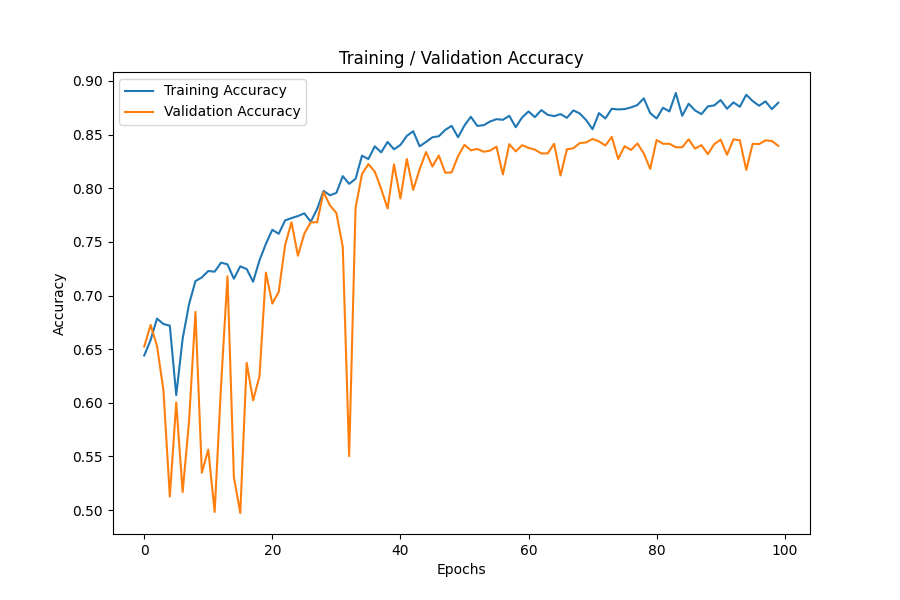 Training / Validation Accuracy
Training Accuracy
Validation Accuracy
0.90
0.85
0.80
0.75
0.70
0.65
0.60
0.55
0.50
Accuracy
0 20 40 60 80 100
Epochs